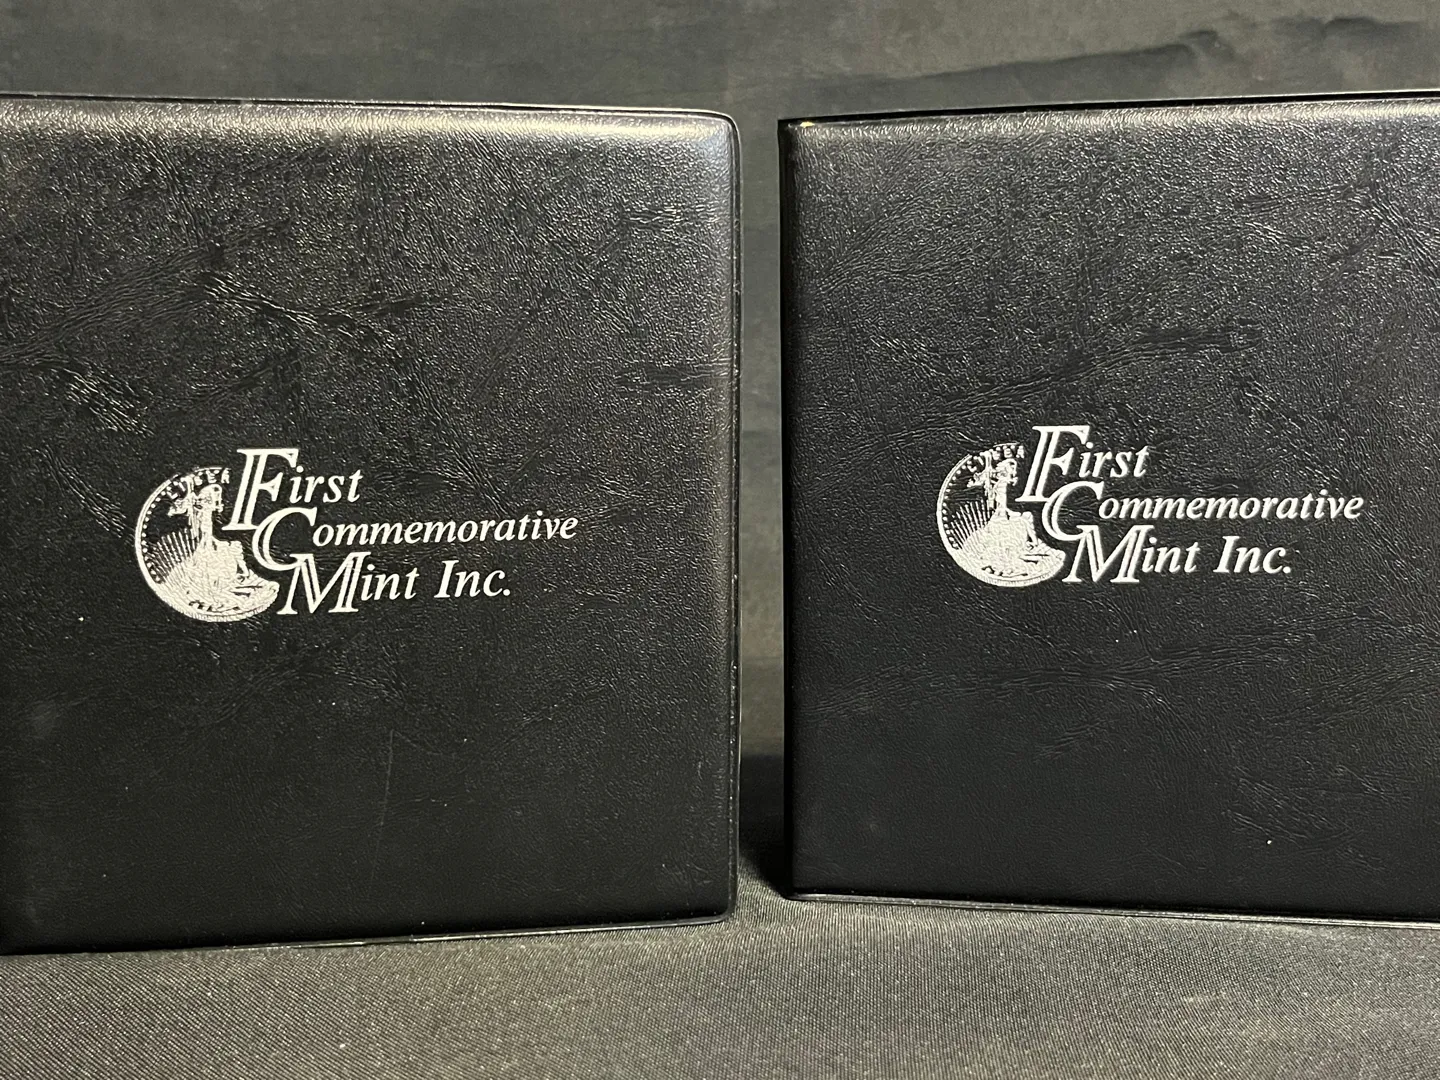 First
Commemorative
Mint Inc.
First
Commemorative
Mint Inc.